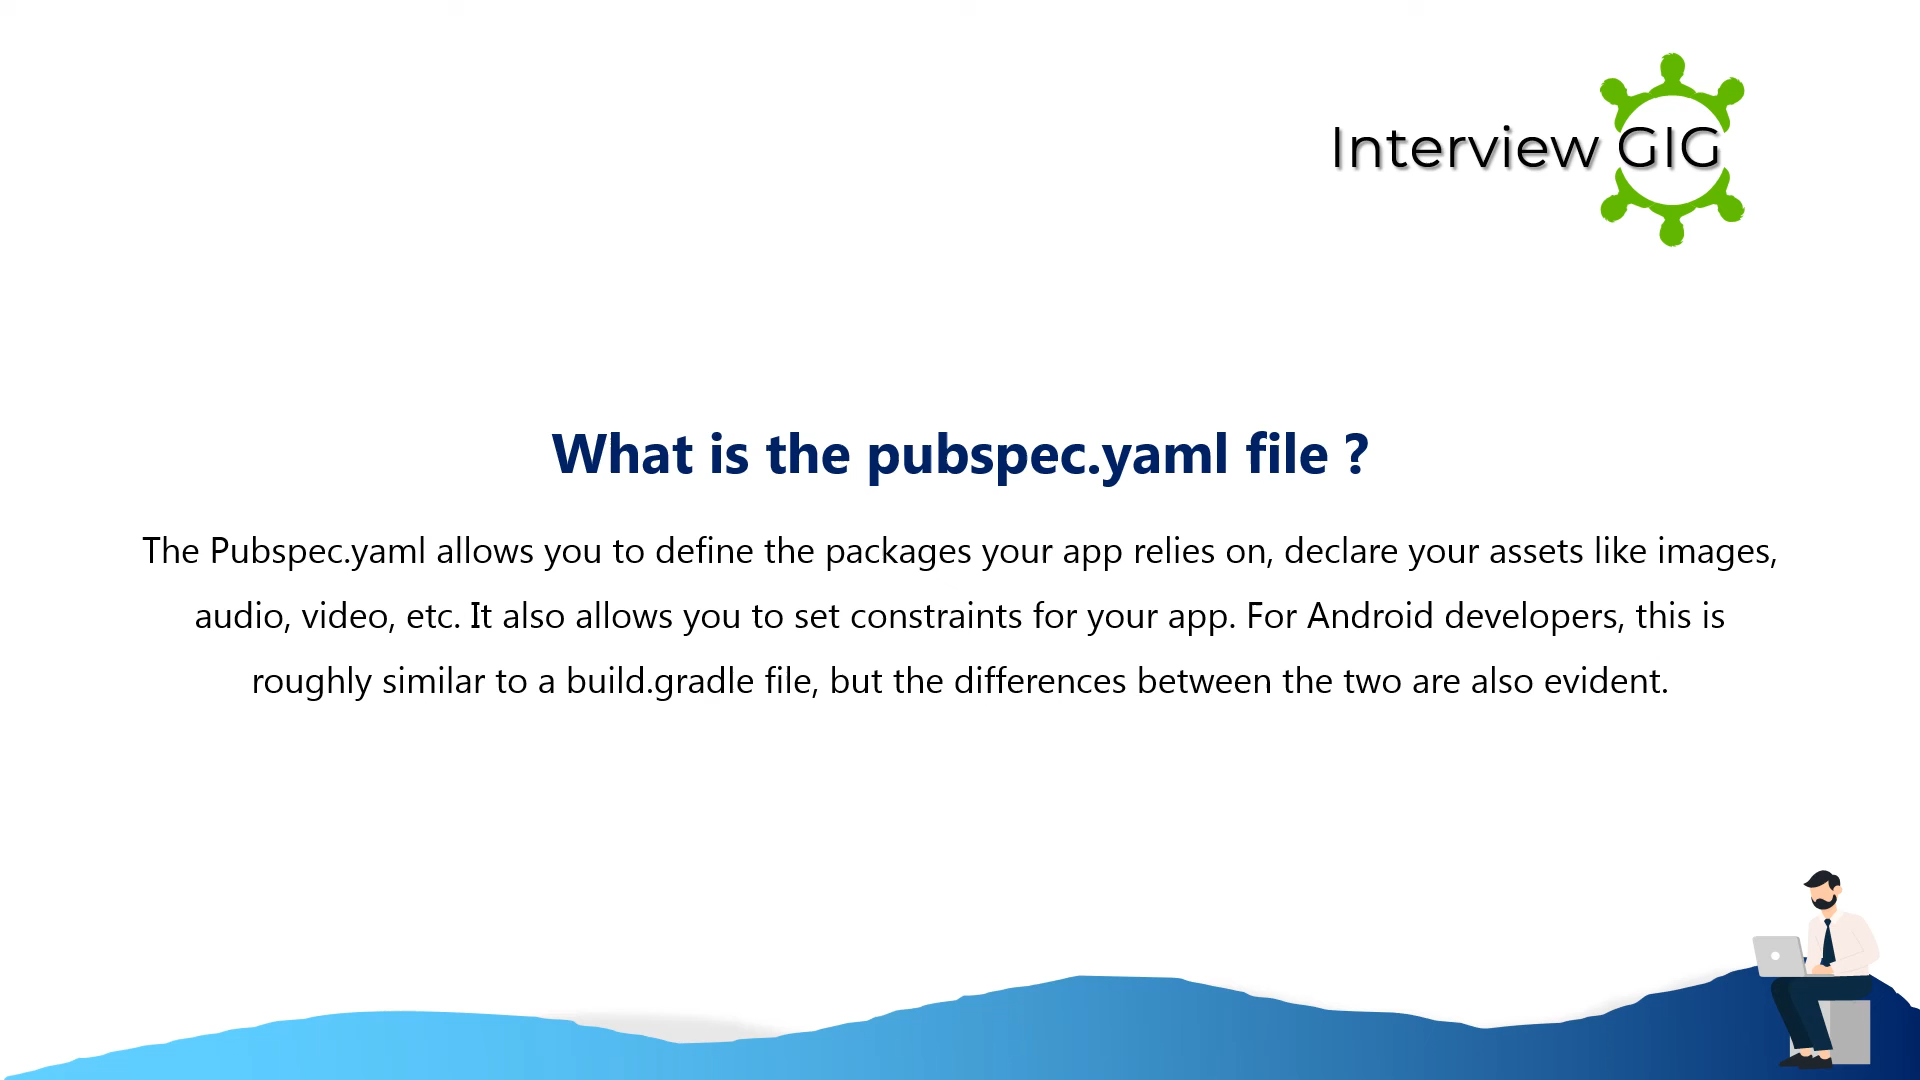 Interview GIG
What is the pubspec.yaml file ?
The Pubspec.yaml allows you to define the packages your app relies on, declare your assets like images,
audio, video, etc. It also allows you to set constraints for your app. For Android developers, this is
roughly similar to a build.gradle file, but the differences between the two are also evident.